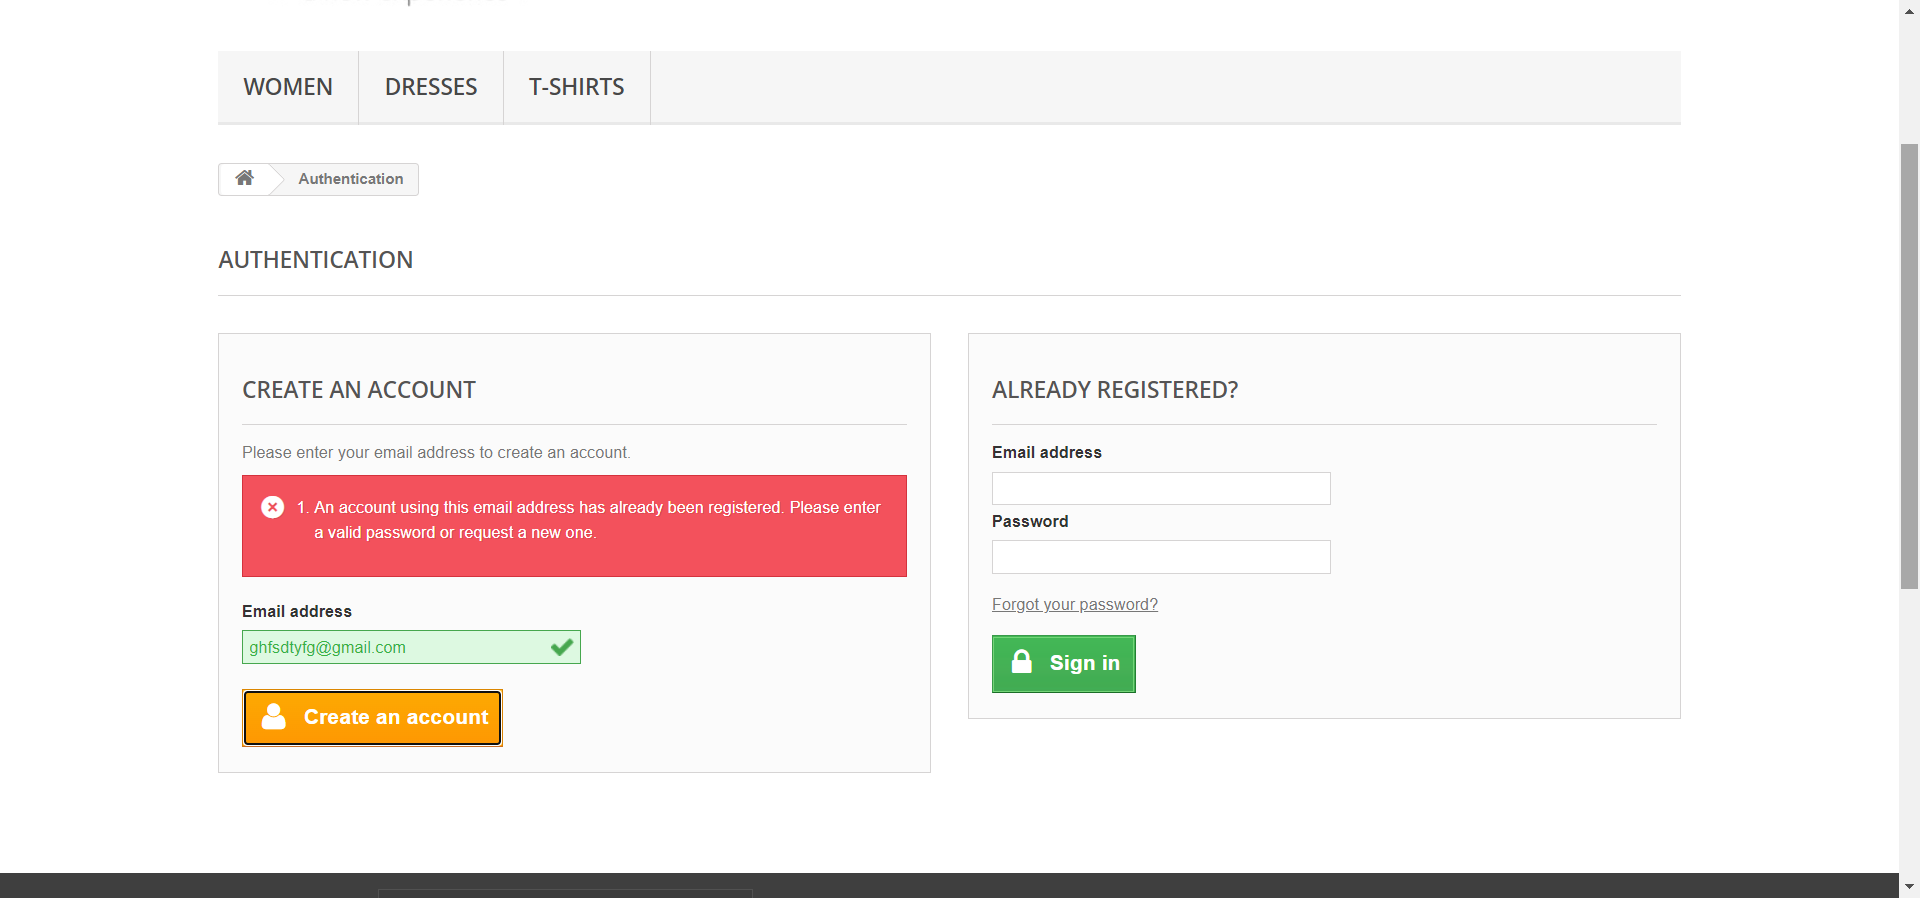 WOMEN
DRESSES
T-SHIRTS
Authentication
AUTHENTICATION
CREATE AN ACCOUNT
Please enter your email address to create an account.
1. An account using this email address has already been registered. Please enter
a valid password or request a new one.
Email address
ghfsdtyfg@gmail.com
Create an account
ALREADY REGISTERED?
Email address
Password
Forgot your password?
Sign in